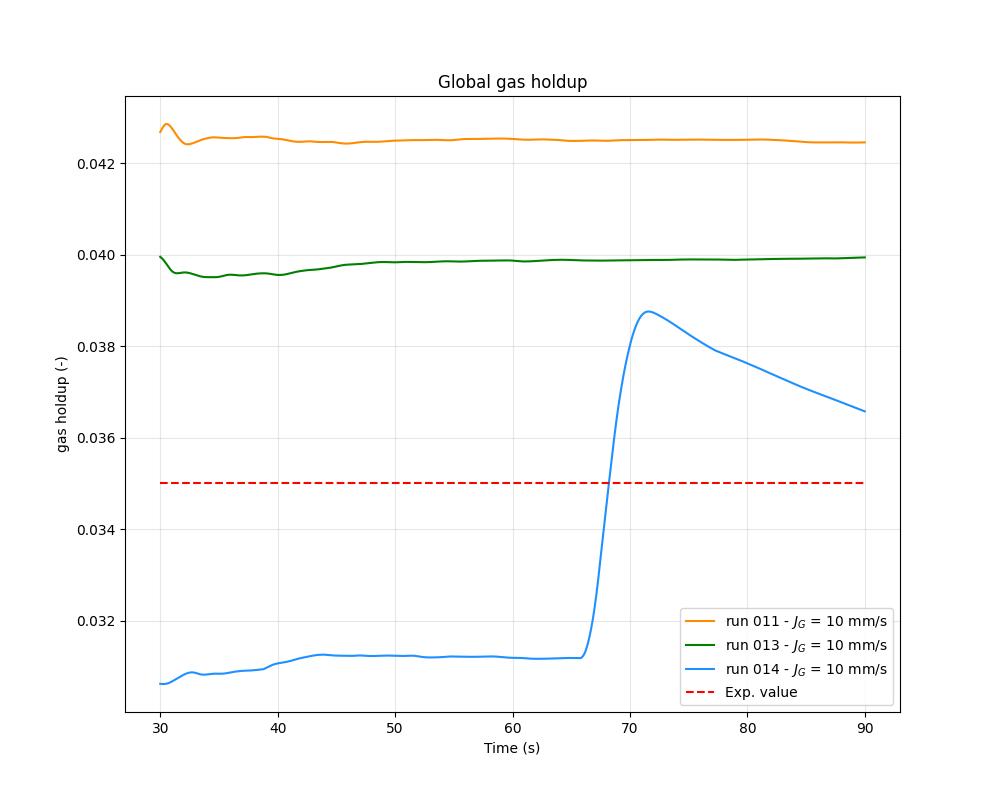 Global gas holdup
gas holdup (-)
0.042
0.040
0.038
0.036
0.034
0.032
30 40 50 60 70 80 90
Time (s)
run 011 - J_G = 10 mm/s
run 013 - J_G = 10 mm/s
run 014 - J_G = 10 mm/s
Exp. value